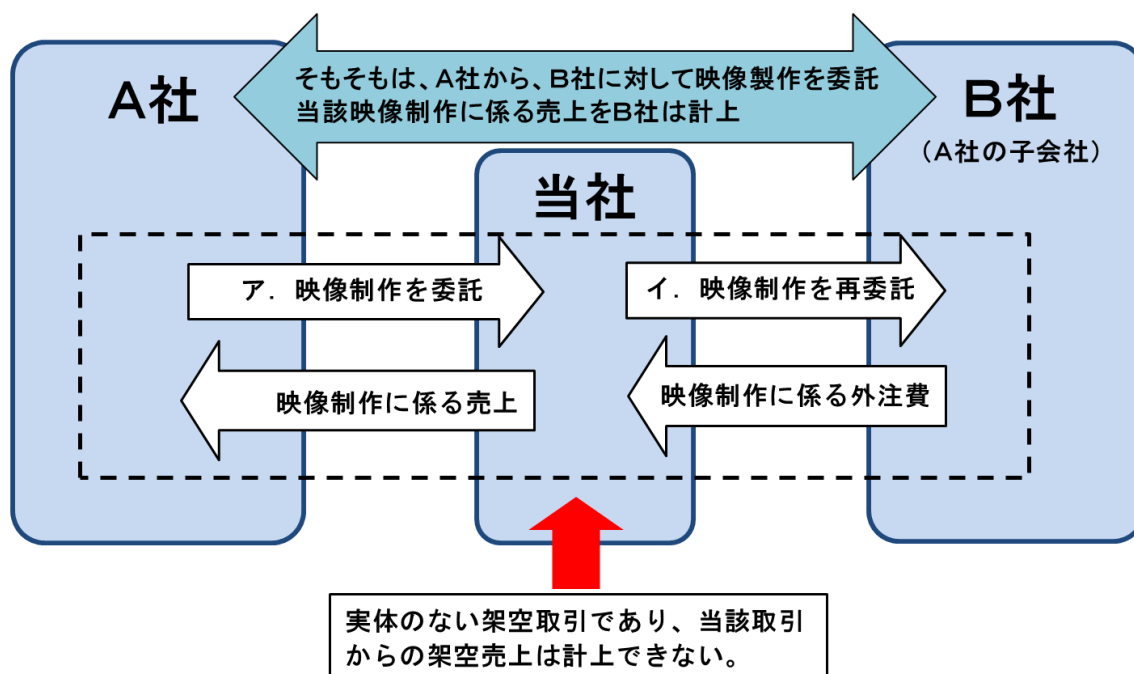 そもそもは、A社から、B社に対して映像製作を委託
当該映像制作に係る売上をB社は計上
A社
B社
(A社の子会社)
当社
ア．映像制作を委託
イ．映像制作を再委託
映像制作に係る売上
映像制作に係る外注費
実体のない架空取引であり、当該取引
からの架空売上は計上できない。